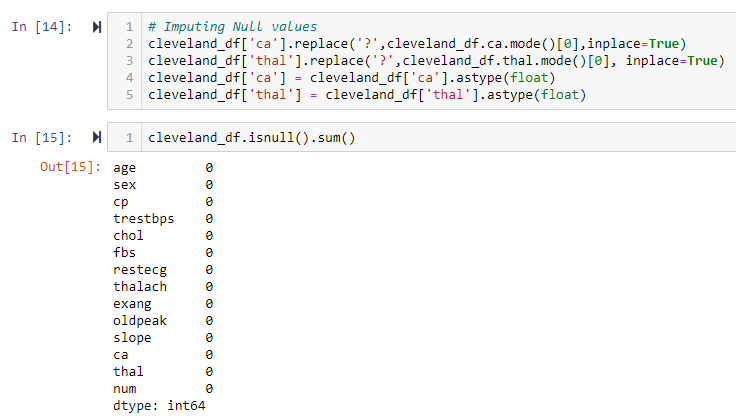 In [14]:
1 # Imputing Null values
2 cleveland_df['ca'].replace('?',cleveland_df.ca.mode()[0],inplace=True)
3 cleveland_df['thal'].replace('?',cleveland_df.thal.mode()[0], inplace=True)
4 cleveland_df['ca'] = cleveland_df['ca'].astype(float)
5 cleveland_df['thal'] = cleveland_df['thal'].astype(float)
In [15]:
1 cleveland_df.isnull().sum()
Out[15]:
age 0
sex 0
cp 0
trestbps 0
chol 0
fbs 0
restecg 0
thalach 0
exang 0
oldpeak 0
slope 0
ca 0
thal 0
num 0
dtype: int64